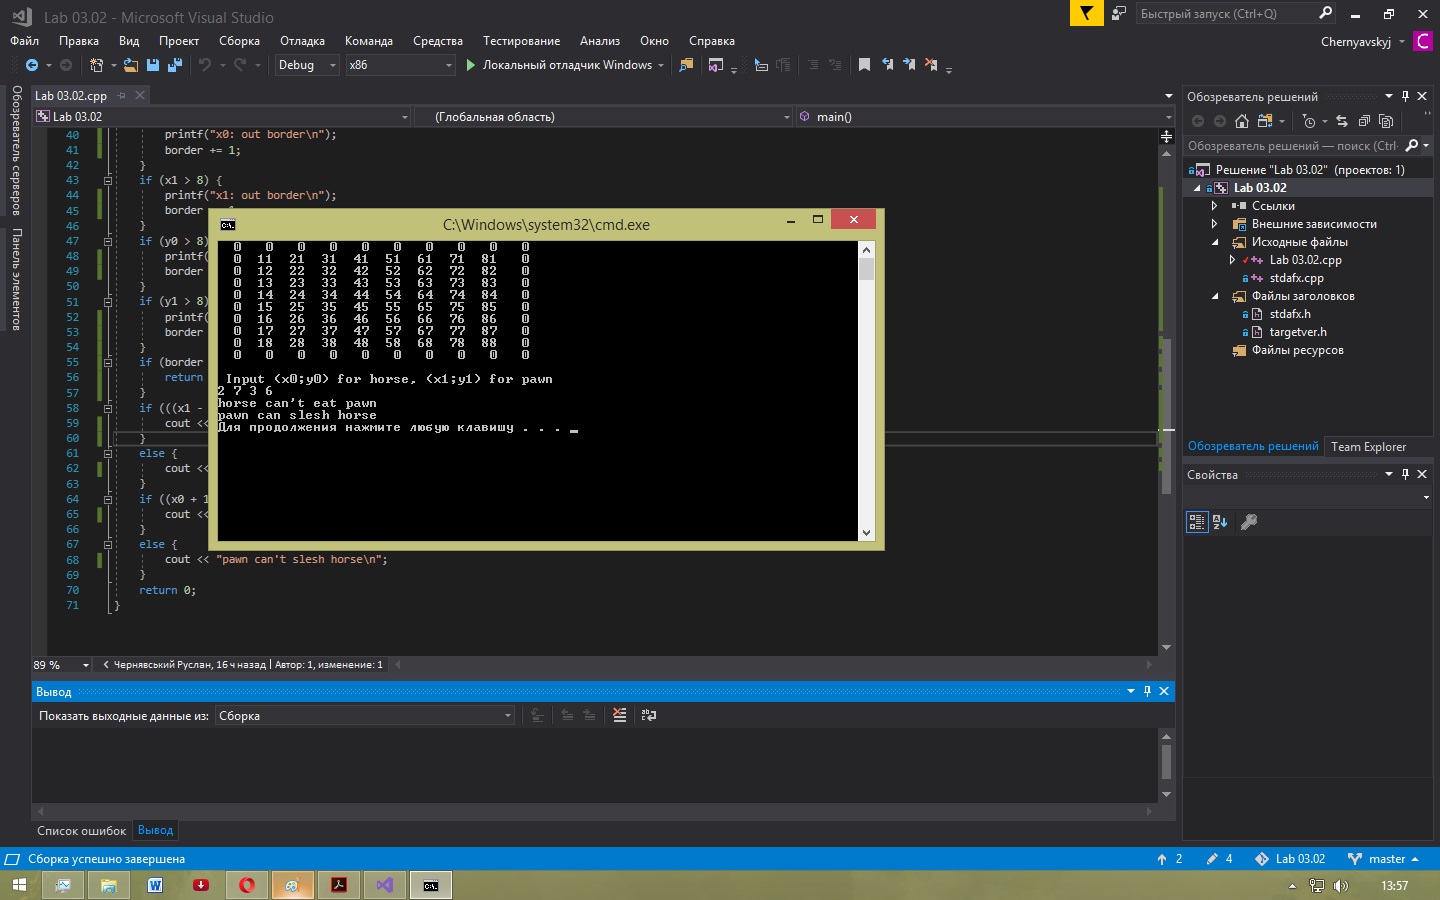 Lab 03.02 - Microsoft Visual Studio
Быстрый запуск (Ctrl+Q)
Файл Правка Вид Проект Сборка Отладка Команда Средства Тестирование Анализ Окно Справка
Chernyavskyj C
Debug x86 Локальный отладчик Windows
Обозреватель серверов
Панель элементов
Lab 03.02.cpp
Lab 03.02 (Глобальная область) main()
40 printf("x0: out border\n");
41 border += 1;
42 }
43 if (x1 > 8) {
44 printf("x1: out border\n");
45 border
46 }
47 if (y0 > 8)
48 printf(
49 border
50 }
51 if (y1 > 8)
52 printf(
53 border
54 }
55 if (border
56 return
57 }
58 if (((x1 -
59 cout <<
60 }
61 else {
62 cout <<
63 }
64 if ((x0 + 1
65 cout <<
66 }
67 else {
68 cout << "pawn can't slesh horse\n";
69 }
70 return 0;
71 }
C:\Windows\system32\cmd.exe
0 0 0 0 0 0 0 0 0 0
0 11 21 31 41 51 61 71 81 0
0 12 22 32 42 52 62 72 82 0
0 13 23 33 43 53 63 73 83 0
0 14 24 34 44 54 64 74 84 0
0 15 25 35 45 55 65 75 85 0
0 16 26 36 46 56 66 76 86 0
0 17 27 37 47 57 67 77 87 0
0 18 28 38 48 58 68 78 88 0
0 0 0 0 0 0 0 0 0 0
Input (x0;y0) for horse, (x1;y1) for pawn
2 7 3 6
horse can't eat pawn
pawn can slesh horse
Для продолжения нажмите любую клавишу . . . _
89 % Чернявський Руслан, 16 ч назад | Автор: 1, изменение: 1
Вывод
Показать выходные данные из: Сборка
Список ошибок Вывод
Обозреватель решений
Обозреватель решений — поиск (Ctrl-
Решение "Lab 03.02" (проектов: 1)
Lab 03.02
Ссылки
Внешние зависимости
Исходные файлы
Lab 03.02.cpp
stdafx.cpp
Файлы заголовков
stdafx.h
targetver.h
Файлы ресурсов
Обозреватель решений Team Explorer
Свойства
Сборка успешно завершена
2 4 Lab 03.02 master
13:57